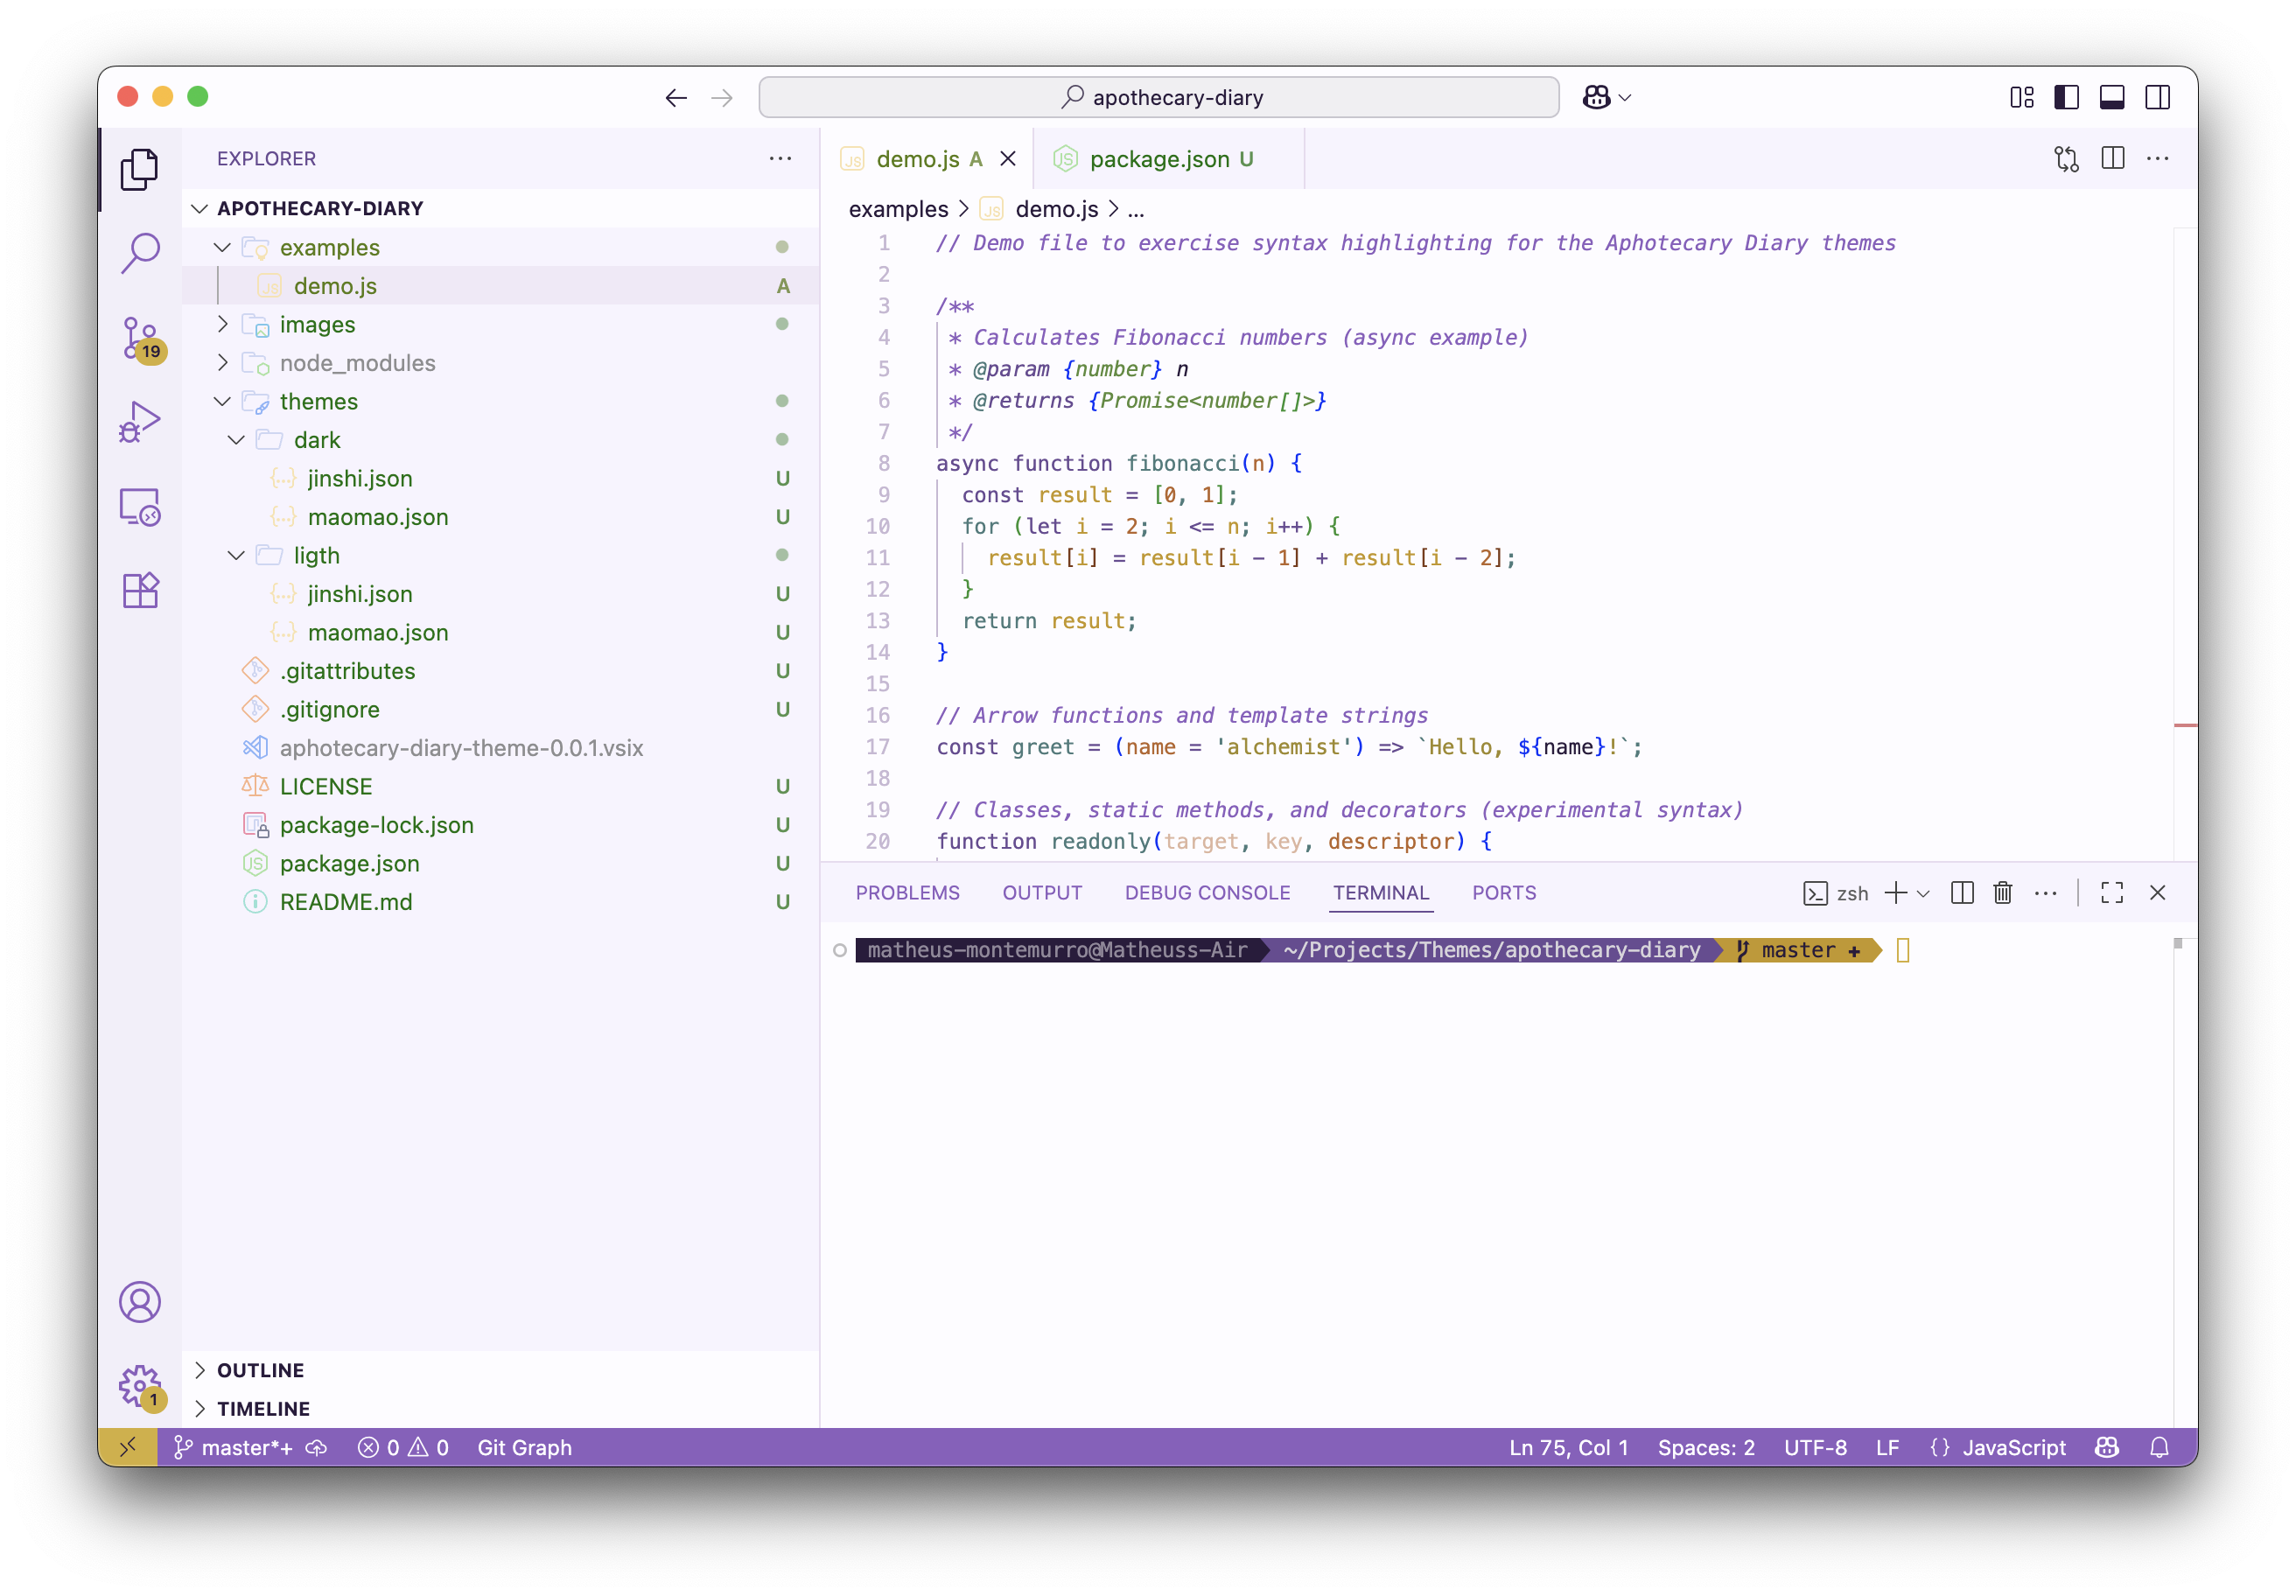 apothecary-diary
EXPLORER
APOTHECARY-DIARY
examples
demo.js A
images
node_modules
themes
dark
jinshi.json U
maomao.json U
ligth
jinshi.json U
maomao.json U
.gitattributes U
.gitignore U
aphotecary-diary-theme-0.0.1.vsix
LICENSE U
package-lock.json U
package.json U
README.md U
OUTLINE
TIMELINE
19
1
JS demo.js A
JS package.json U
examples > JS demo.js > ...
1 // Demo file to exercise syntax highlighting for the Aphotecary Diary themes
2
3 /**
4 * Calculates Fibonacci numbers (async example)
5 * @param {number} n
6 * @returns {Promise<number[]>}
7 */
8 async function fibonacci(n) {
9 const result = [0, 1];
10 for (let i = 2; i <= n; i++) {
11 result[i] = result[i - 1] + result[i - 2];
12 }
13 return result;
14 }
15
16 // Arrow functions and template strings
17 const greet = (name = 'alchemist') => `Hello, ${name}!`;
18
19 // Classes, static methods, and decorators (experimental syntax)
20 function readonly(target, key, descriptor) {
PROBLEMS OUTPUT DEBUG CONSOLE TERMINAL PORTS zsh
matheus-montemurro@Matheuss-Air ~/Projects/Themes/apothecary-diary master +
master*+ 0 0 Git Graph Ln 75, Col 1 Spaces: 2 UTF-8 LF {} JavaScript